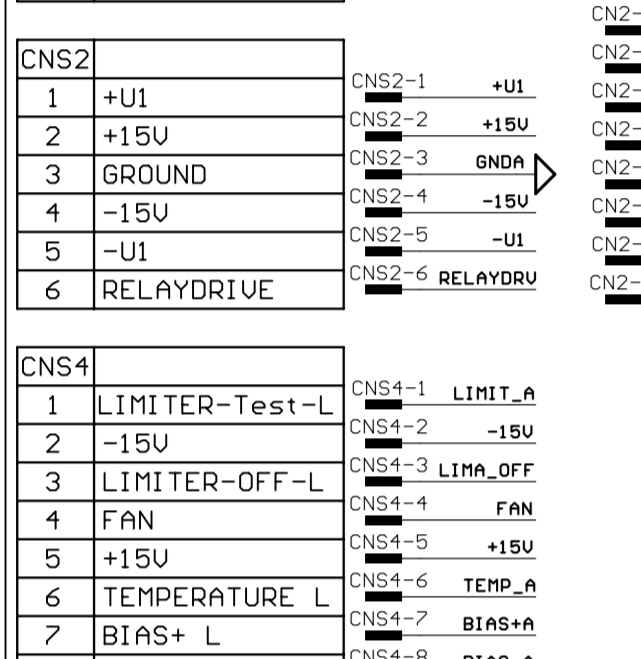 CNS2
1 +U1
2 +15V
3 GROUND
4 -15V
5 -U1
6 RELAYDRIVE
CNS2-1 +U1
CNS2-2 +15V
CNS2-3 GNDA
CNS2-4 -15V
CNS2-5 -U1
CNS2-6 RELAYDRV
CNS4
1 LIMITER-Test-L
2 -15V
3 LIMITER-OFF-L
4 FAN
5 +15V
6 TEMPERATURE L
7 BIAS+ L
CNS4-1 LIMIT_A
CNS4-2 -15V
CNS4-3 LIMA_OFF
CNS4-4 FAN
CNS4-5 +15V
CNS4-6 TEMP_A
CNS4-7 BIAS+A
CNS4-8
CN2-
CN2-
CN2-
CN2-
CN2-
CN2-
CN2-
CN2-